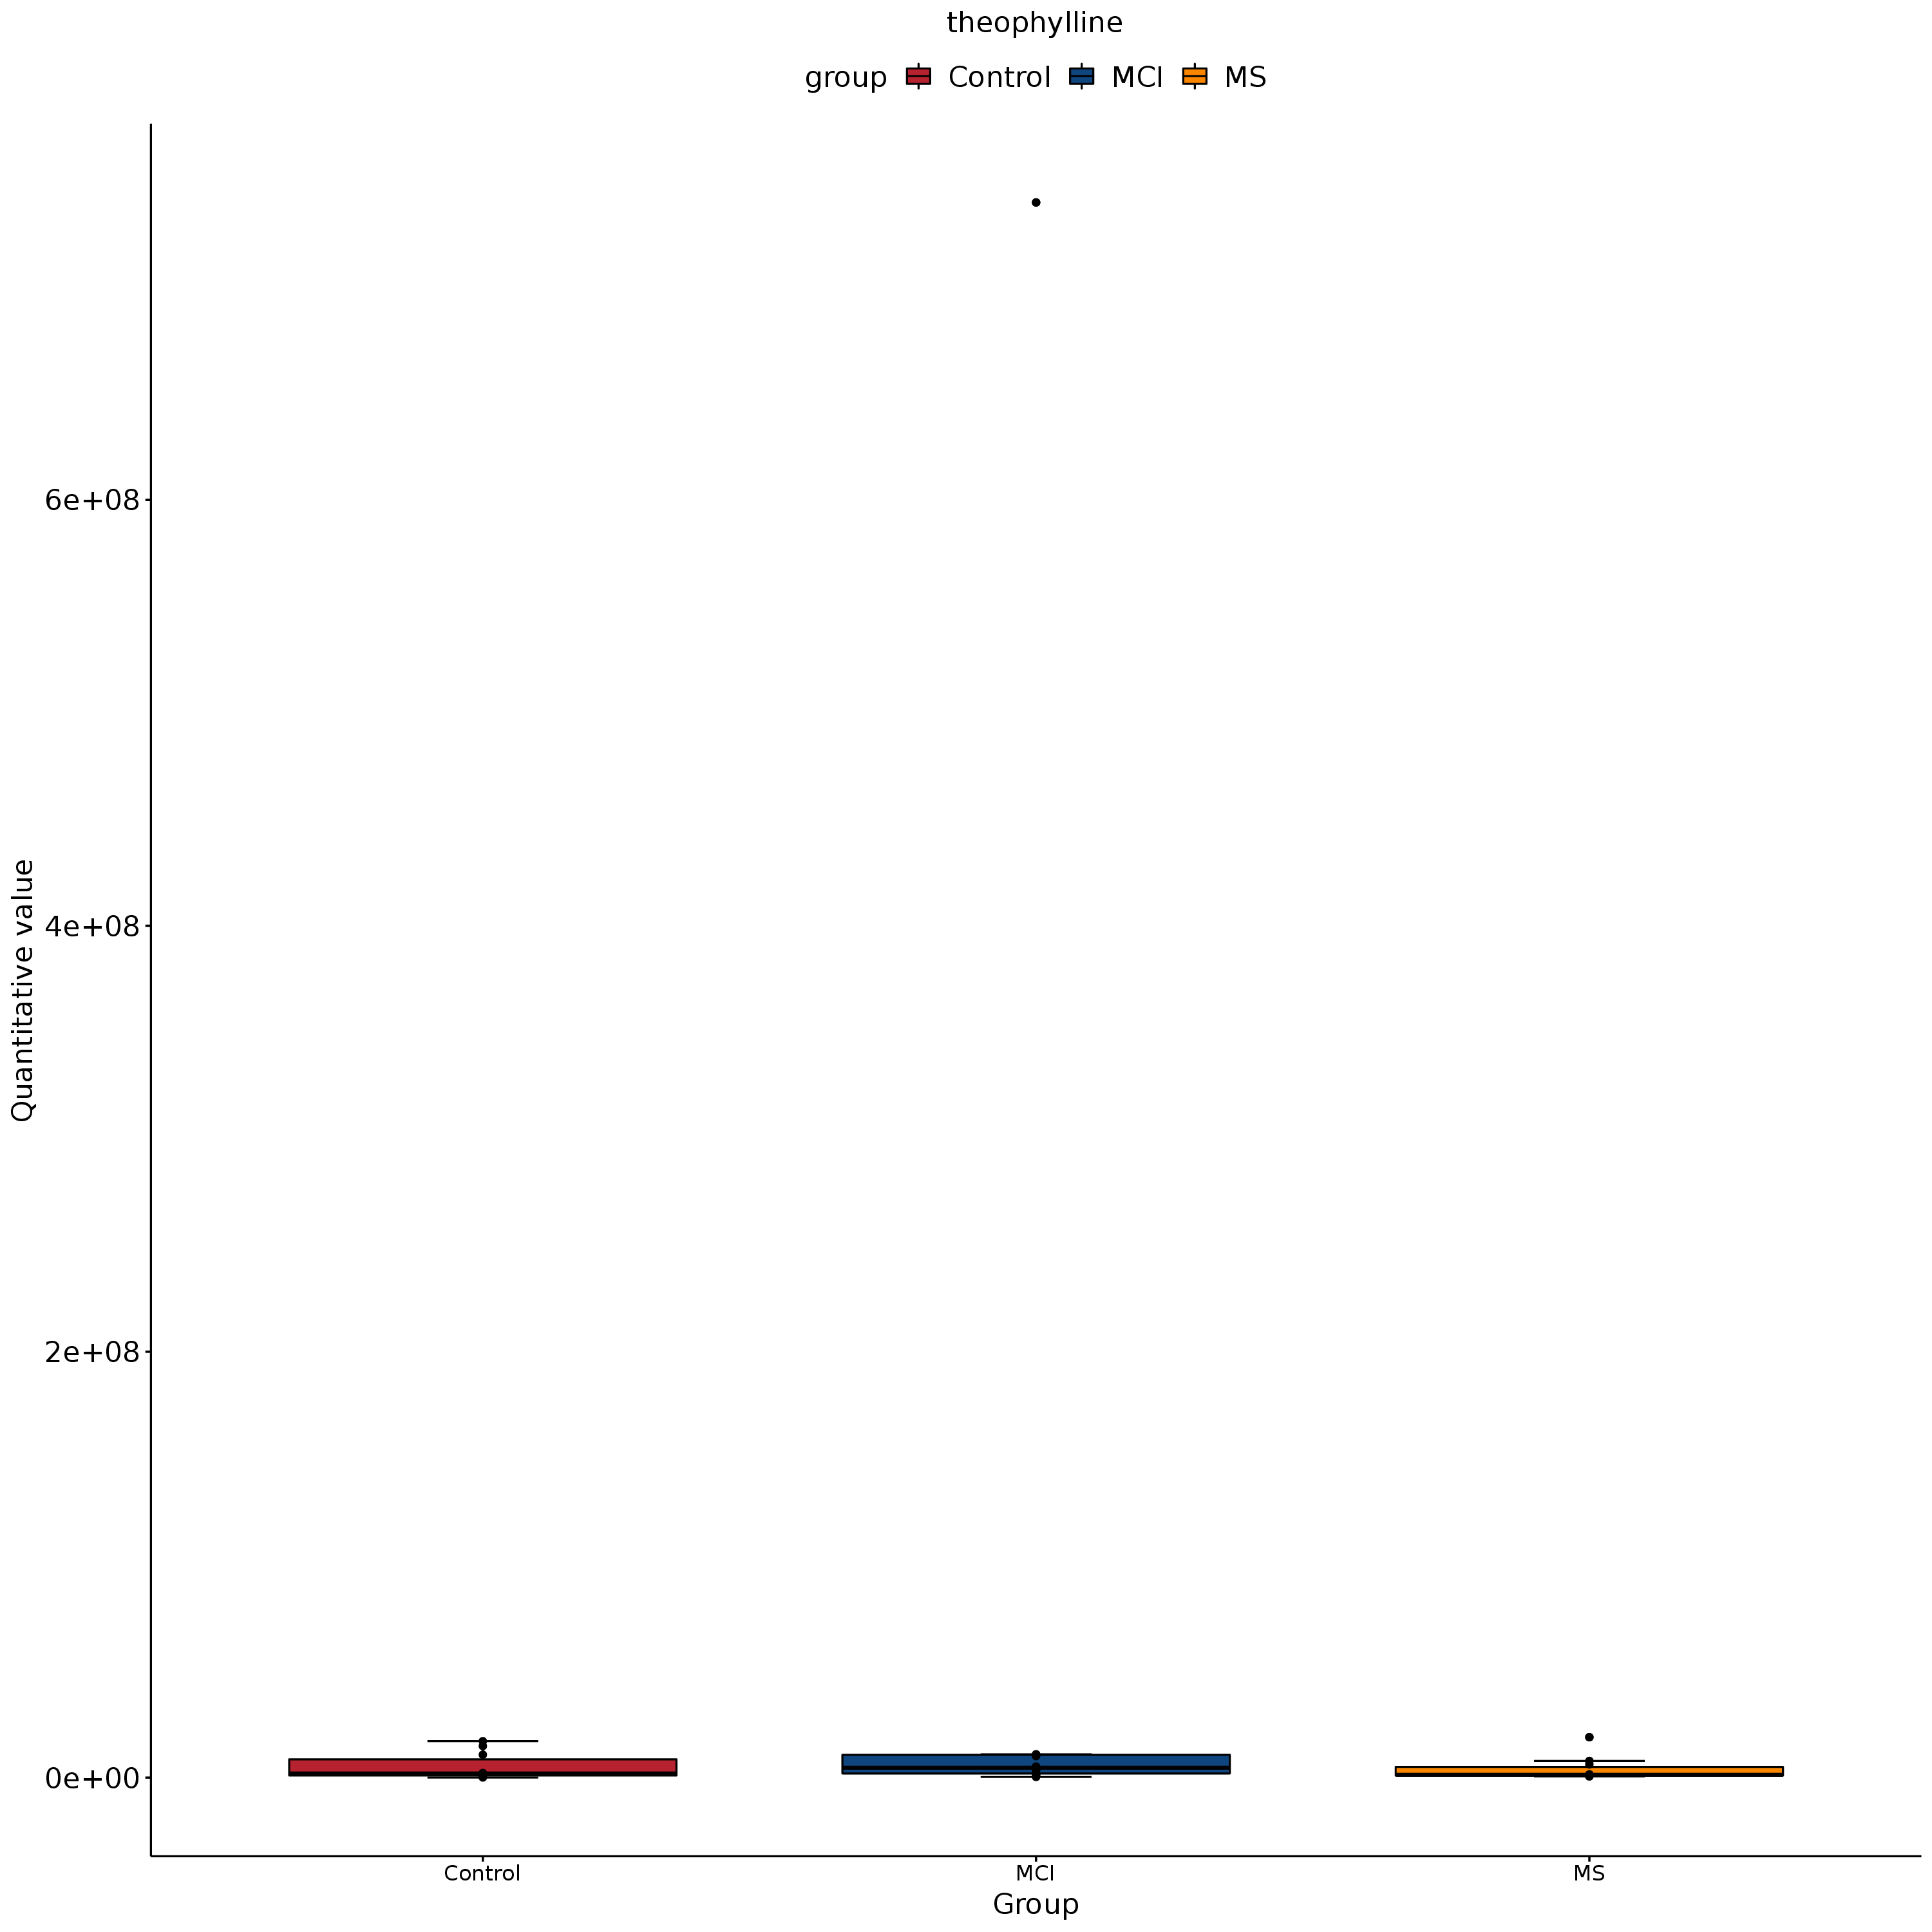 theophylline
group Control MCI MS
Quantitative value
6e+08
4e+08
2e+08
0e+00
Control MCI MS
Group